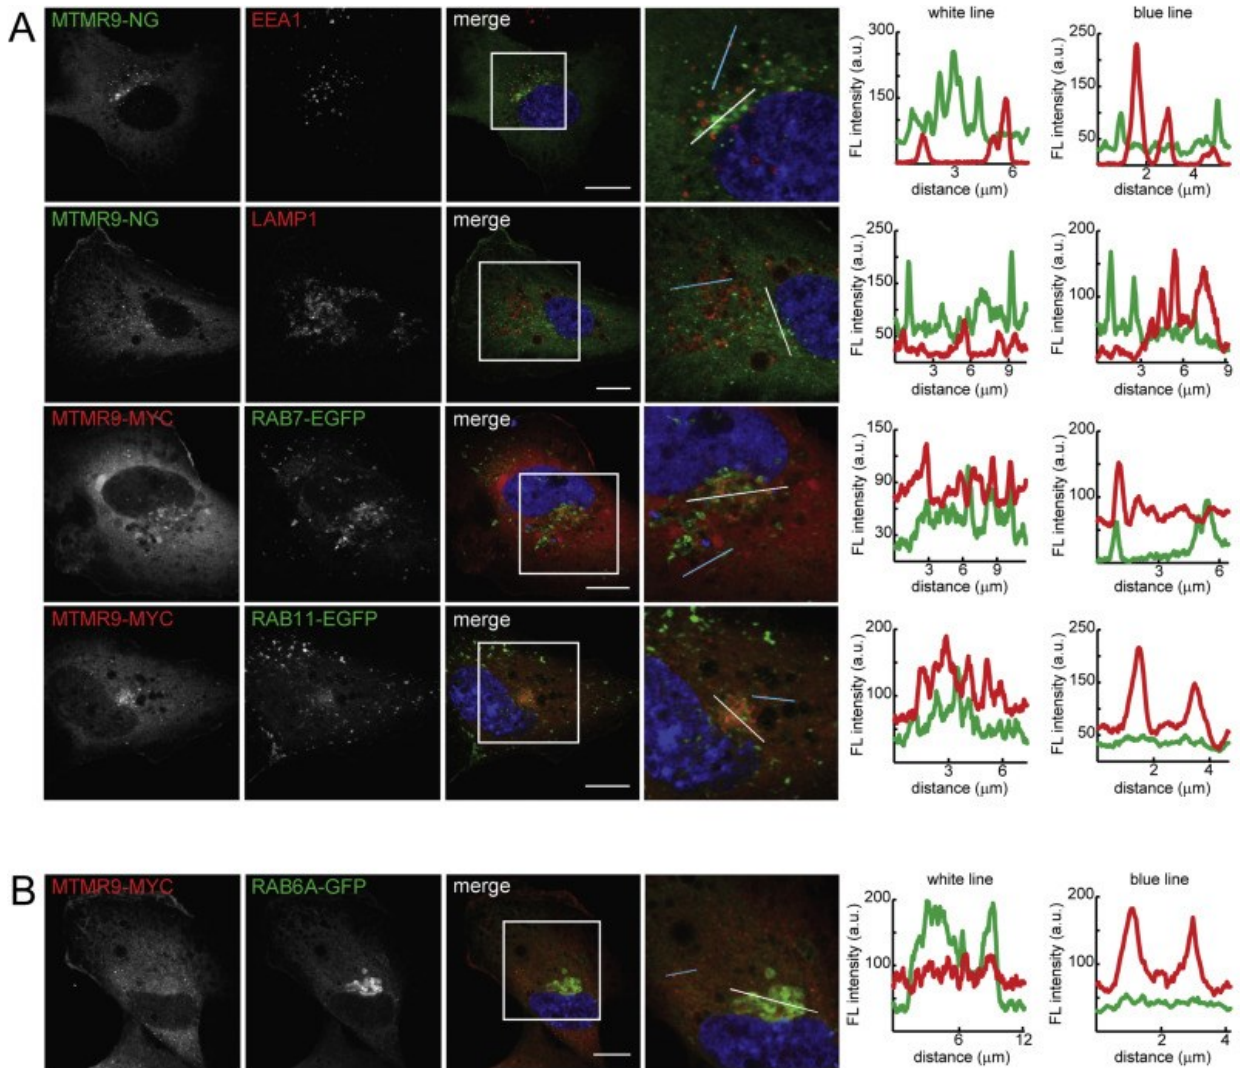 A
MTMR9-NG EEA1 merge white line blue line
FL intensity (a.u.) 300 150 2 4 6 distance (µm)
FL intensity (a.u.) 250 150 50 2 4 distance (µm)
MTMR9-NG LAMP1 merge
FL intensity (a.u.) 250 150 50 3 6 9 distance (µm)
FL intensity (a.u.) 200 100 3 6 9 distance (µm)
MTMR9-MYC RAB7-EGFP merge
FL intensity (a.u.) 150 90 30 3 6 9 distance (µm)
FL intensity (a.u.) 200 100 3 6 distance (µm)
MTMR9-MYC RAB11-EGFP merge
FL intensity (a.u.) 200 100 3 6 distance (µm)
FL intensity (a.u.) 250 150 50 2 4 distance (µm)
B
MTMR9-MYC RAB6A-GFP merge white line blue line
FL intensity (a.u.) 200 100 6 12 distance (µm)
FL intensity (a.u.) 200 100 2 4 distance (µm)